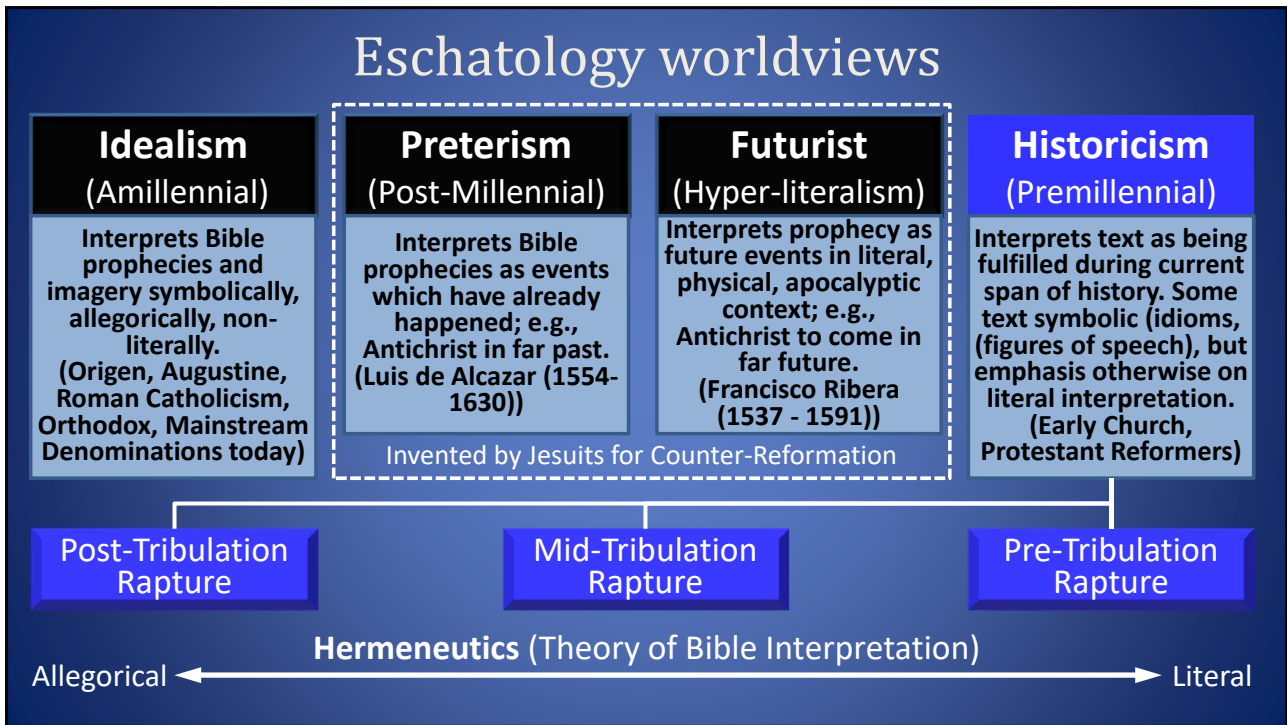 Eschatology worldviews
Idealism
(Amillennial)
Interprets Bible
prophecies and
imagery symbolically,
allegorically, non-
literally.
(Origen, Augustine,
Roman Catholicism,
Orthodox, Mainstream
Denominations today)
Preterism
(Post-Millennial)
Interprets Bible
prophecies as events
which have already
happened; e.g.,
Antichrist in far past.
(Luis de Alcazar (1554-
1630))
Futurist
(Hyper-literalism)
Interprets prophecy as
future events in literal,
physical, apocalyptic
context; e.g.,
Antichrist to come in
far future.
(Francisco Ribera
(1537 - 1591))
Invented by Jesuits for Counter-Reformation
Historicism
(Premillennial)
Interprets text as being
fulfilled during current
span of history. Some
text symbolic (idioms,
(figures of speech), but
emphasis otherwise on
literal interpretation.
(Early Church,
Protestant Reformers)
Post-Tribulation
Rapture
Mid-Tribulation
Rapture
Pre-Tribulation
Rapture
Hermeneutics (Theory of Bible Interpretation)
Allegorical
Literal